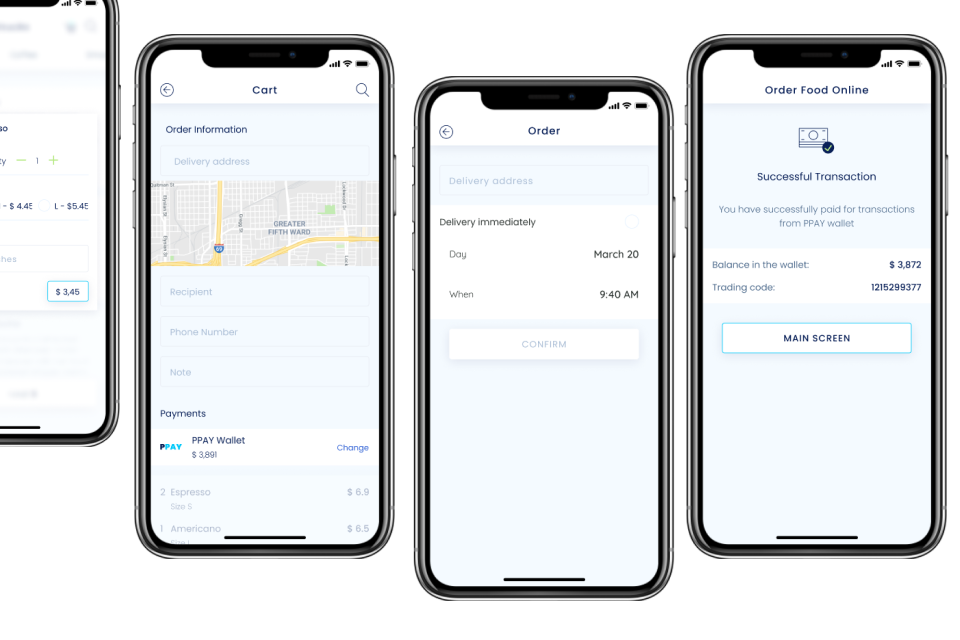 so
ty — 1 +
- $ 4.45 L - $5.45
hes
$ 3,45
Cart
Order Information
Delivery address
GREATER
FIFTH WARD
69
Recipient
Phone Number
Note
Payments
PPAY PPAY Wallet
$ 3,891
Change
2 Espresso $ 6.9
Size S
1 Americano $ 6.5
Size L
Order
Delivery address
Delivery immediately
Day March 20
When 9:40 AM
CONFIRM
Order Food Online
Successful Transaction
You have successfully paid for transactions
from PPAY wallet
Balance in the wallet: $ 3,872
Trading code: 1215299377
MAIN SCREEN